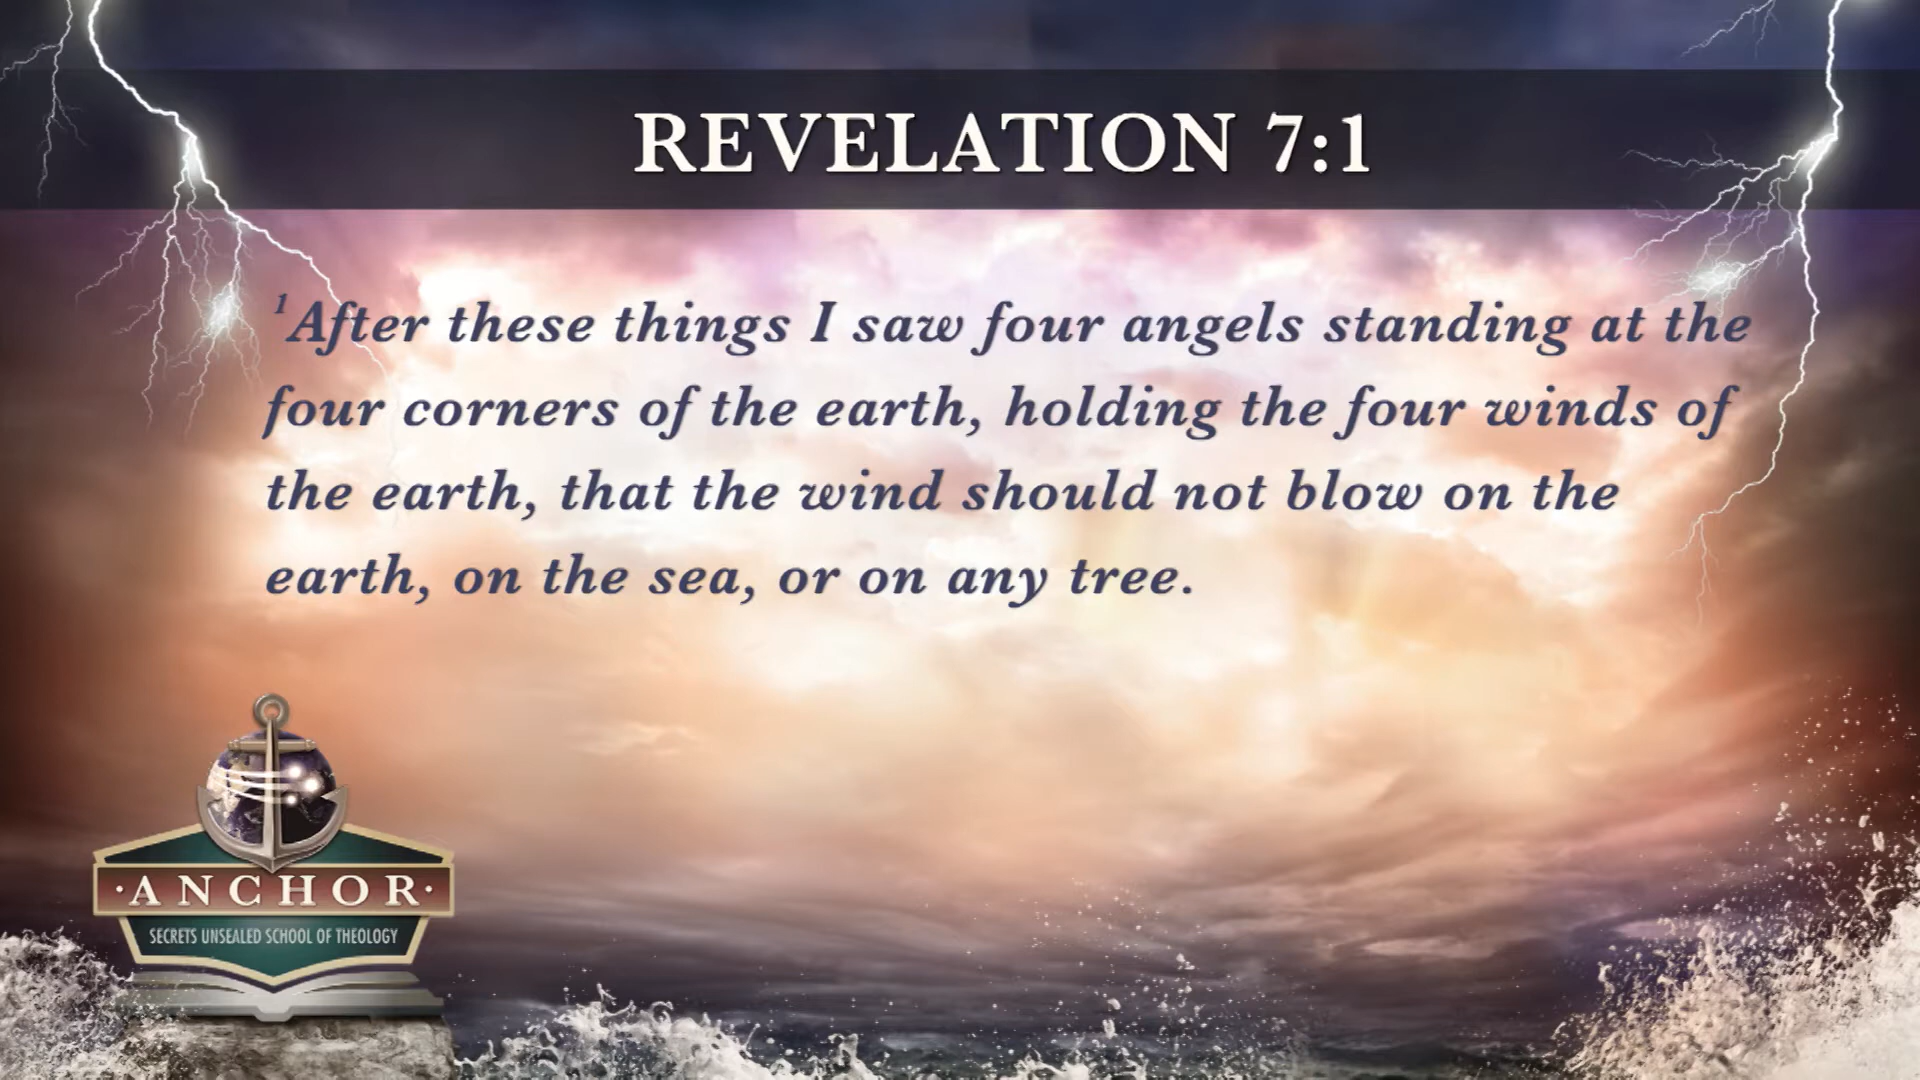 REVELATION 7:1
¹After these things I saw four angels standing at the
four corners of the earth, holding the four winds of
the earth, that the wind should not blow on the
earth, on the sea, or on any tree.
·ANCHOR·
SECRETS UNSEALED SCHOOL OF THEOLOGY